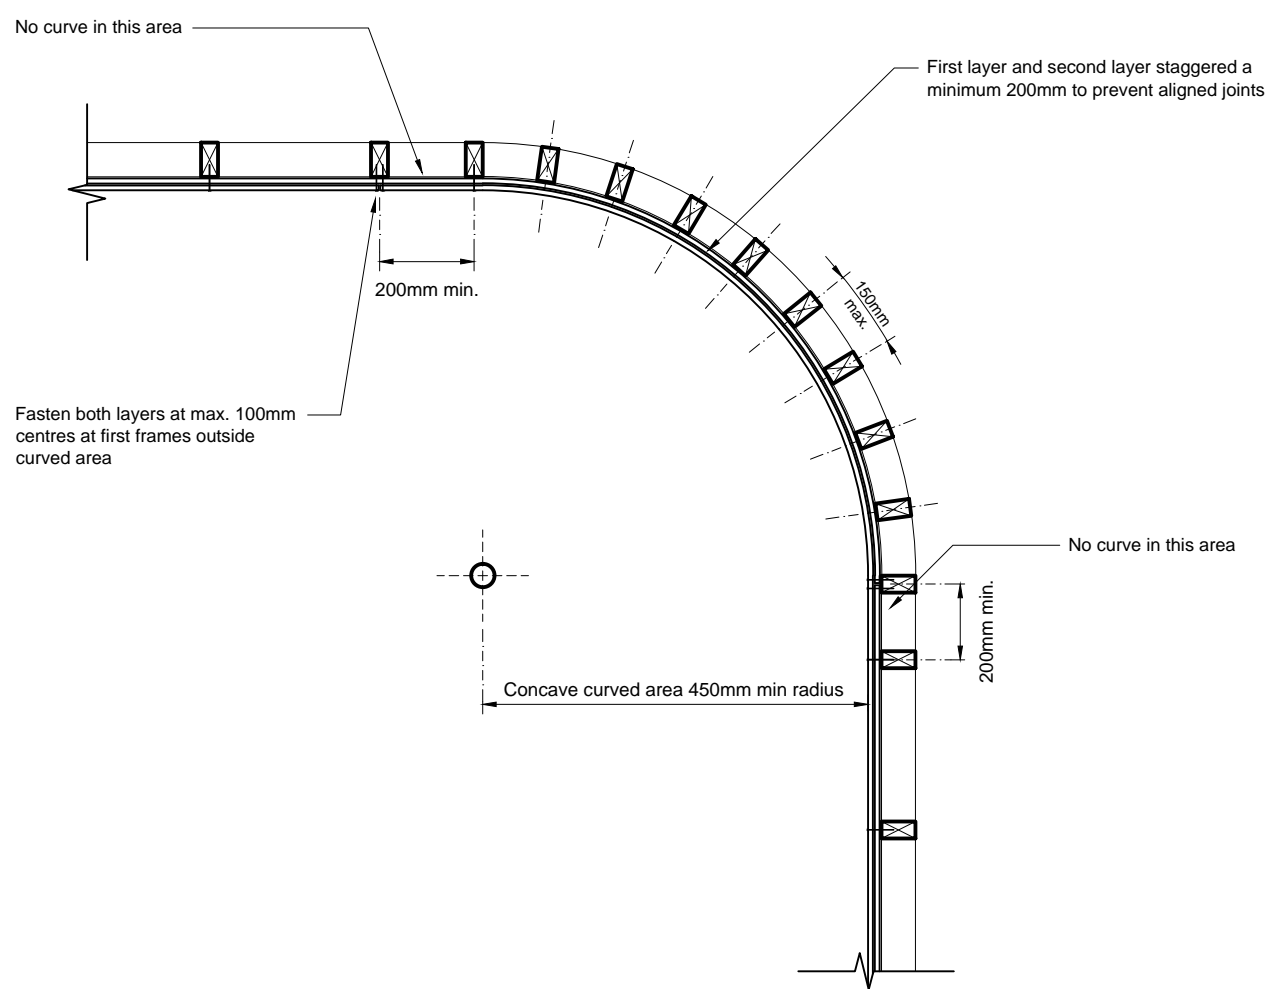 No curve in this area
First layer and second layer staggered a
minimum 200mm to prevent aligned joints
200mm min.
150mm
max.
Fasten both layers at max. 100mm
centres at first frames outside
curved area
No curve in this area
200mm min.
Concave curved area 450mm min radius